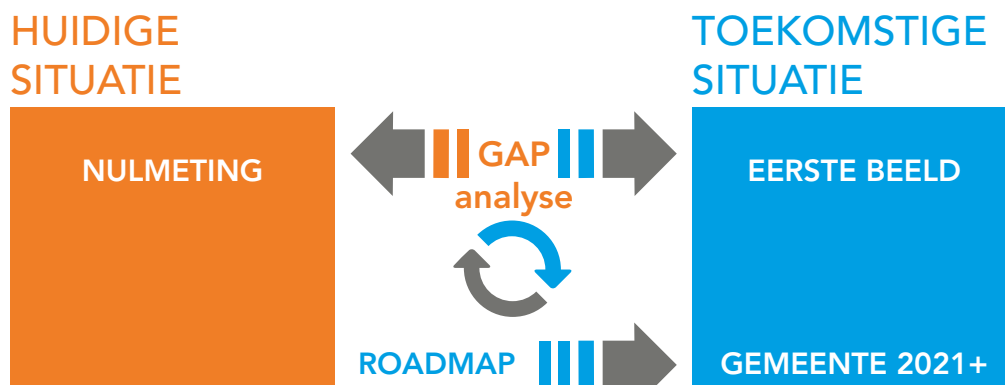 HUIDIGE
SITUATIE
NULMETING
GAP
analyse
ROADMAP
TOEKOMSTIGE
SITUATIE
EERSTE BEELD
GEMEENTE 2021+